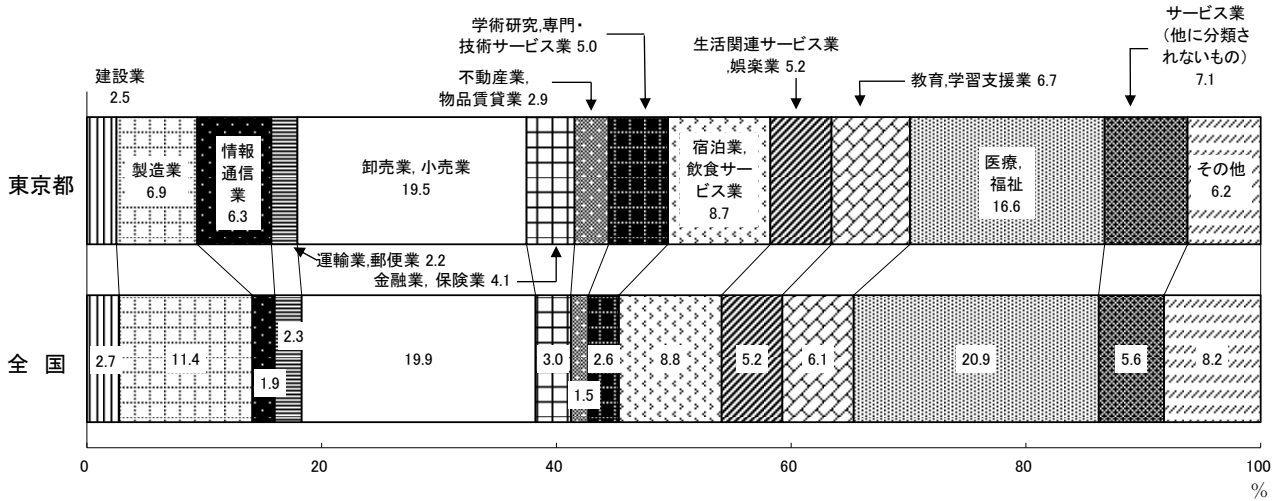 建設業
2.5
学術研究,専門・
技術サービス業 5.0
不動産業,
物品賃貸業 2.9
生活関連サービス業
,娯楽業 5.2
教育,学習支援業 6.7
サービス業
(他に分類さ
れないもの)
7.1
東京都
製造業
6.9
情報
通信
業
6.3
卸売業, 小売業
19.5
宿泊業,
飲食サー
ビス業
8.7
医療,
福祉
16.6
その他
6.2
運輸業,郵便業 2.2
金融業, 保険業 4.1
全 国
2.7
11.4
1.9
2.3
19.9
3.0
1.5
2.6
8.8
5.2
6.1
20.9
5.6
8.2
0
20
40
60
80
100
%